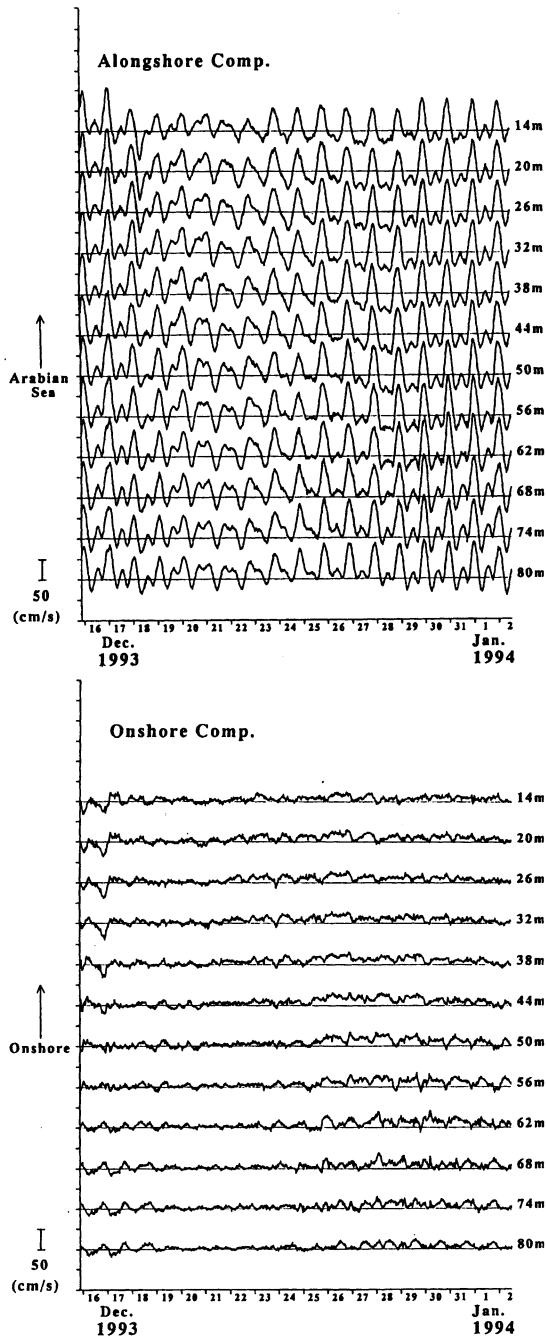 Alongshore Comp.
14m
20m
26m
32m
38m
44m
Arabian
Sea
50m
56m
62m
68m
74m
80m
50
(cm/s)
16 17 18 19 20 21 22 23 24 25 26 27 28 29 30 31 1 2
Dec. Jan.
1993 1994
Onshore Comp.
14m
20m
26m
32m
38m
44m
Onshore
50m
56m
62m
68m
74m
80m
50
(cm/s)
16 17 18 19 20 21 22 23 24 25 26 27 28 29 30 31 1 2
Dec. Jan.
1993 1994